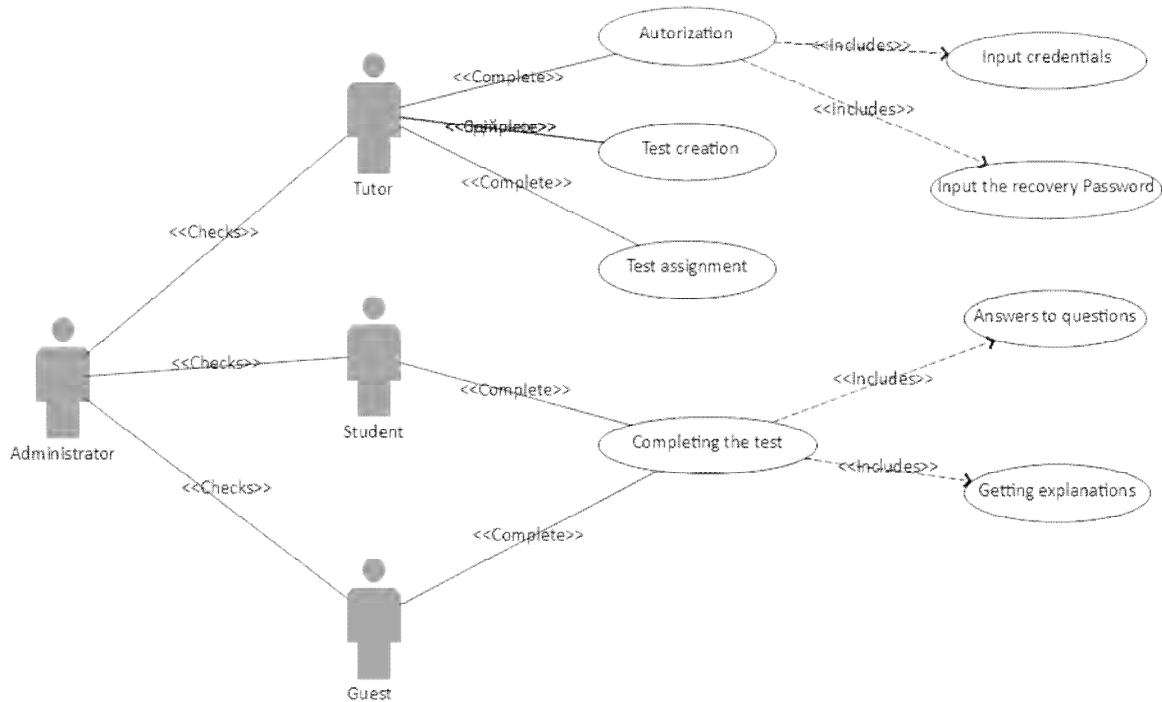 Autorization
<<Includes>>
Input credentials
<<Complete>>
<<Includes>>
<<Complete>>
Test creation
Tutor
<<Complete>>
Input the recovery Password
<<Checks>>
Test assignment
Answers to questions
<<Checks>>
<<Includes>>
<<Complete>>
Student
Administrator
Completing the test
<<Includes>>
<<Checks>>
Getting explanations
<<Complete>>
Guest